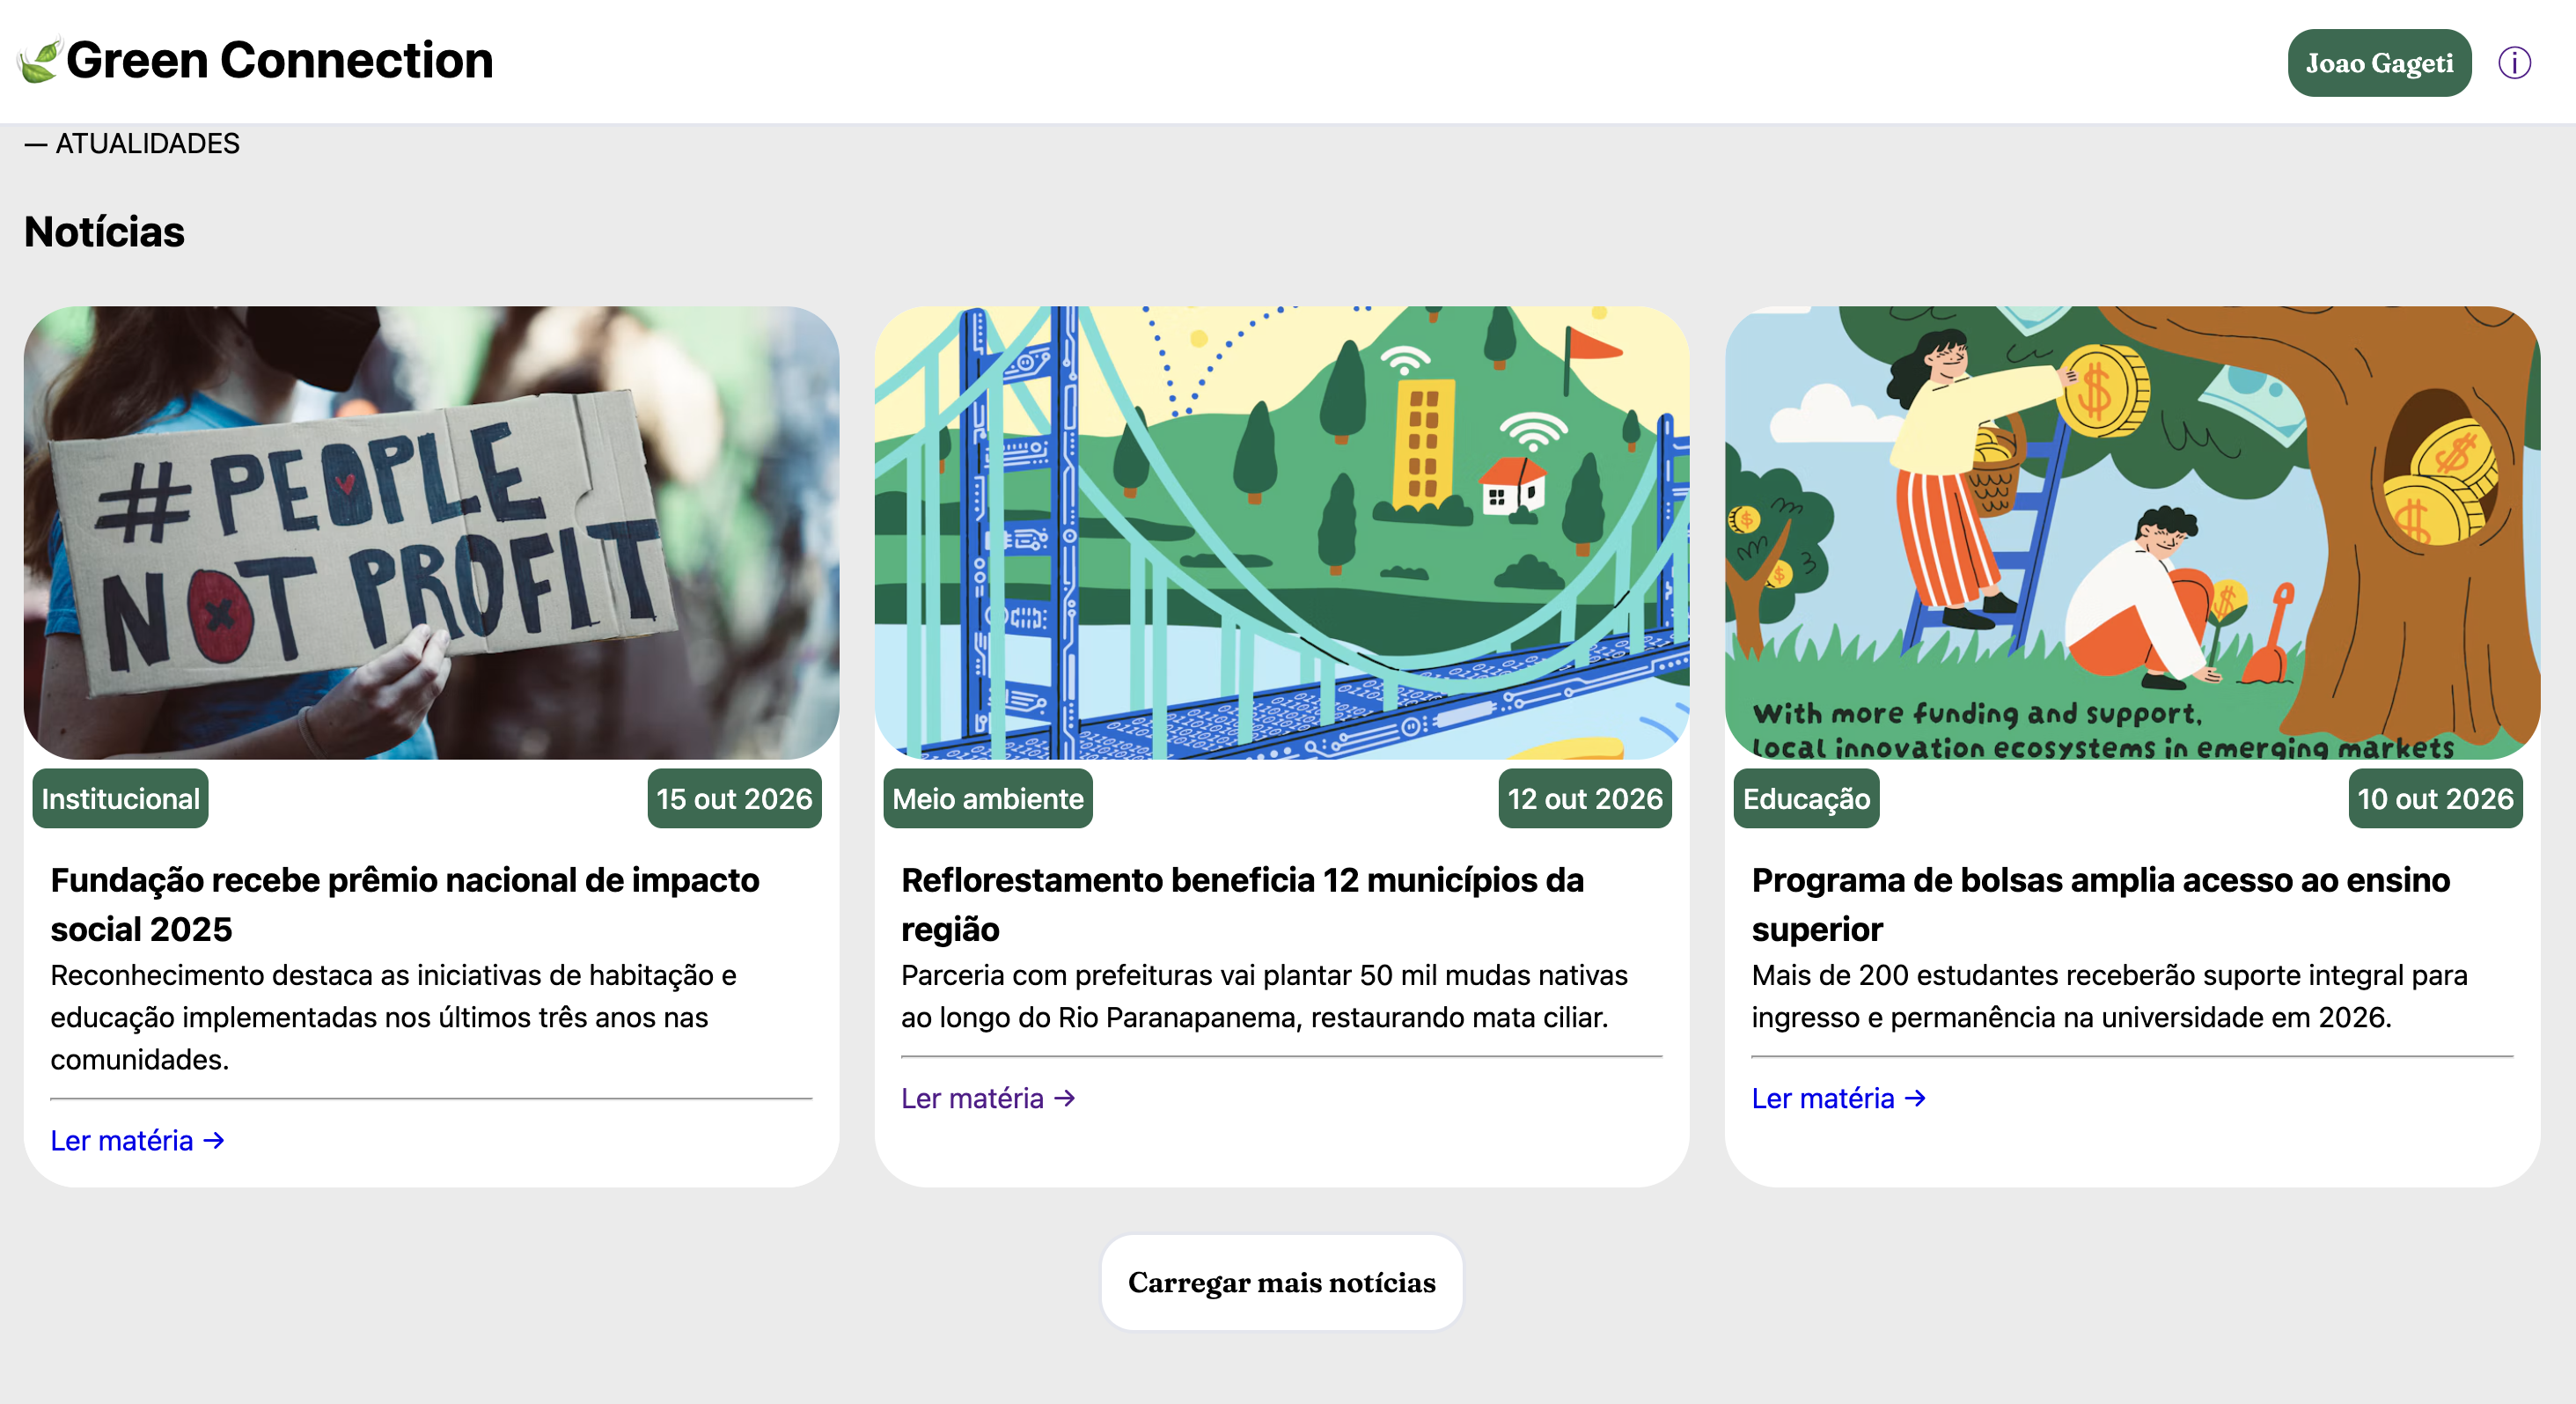 Green Connection
Joao Gageti
— ATUALIDADES
Notícias
# PEOPLE
NOT PROFIT
Institucional
15 out 2026
Fundação recebe prêmio nacional de impacto
social 2025
Reconhecimento destaca as iniciativas de habitação e
educação implementadas nos últimos três anos nas
comunidades.
Ler matéria →
Meio ambiente
12 out 2026
Reflorestamento beneficia 12 municípios da
região
Parceria com prefeituras vai plantar 50 mil mudas nativas
ao longo do Rio Paranapanema, restaurando mata ciliar.
Ler matéria →
With more funding and support,
local innovation ecosystems in emerging markets
Educação
10 out 2026
Programa de bolsas amplia acesso ao ensino
superior
Mais de 200 estudantes receberão suporte integral para
ingresso e permanência na universidade em 2026.
Ler matéria →
Carregar mais notícias